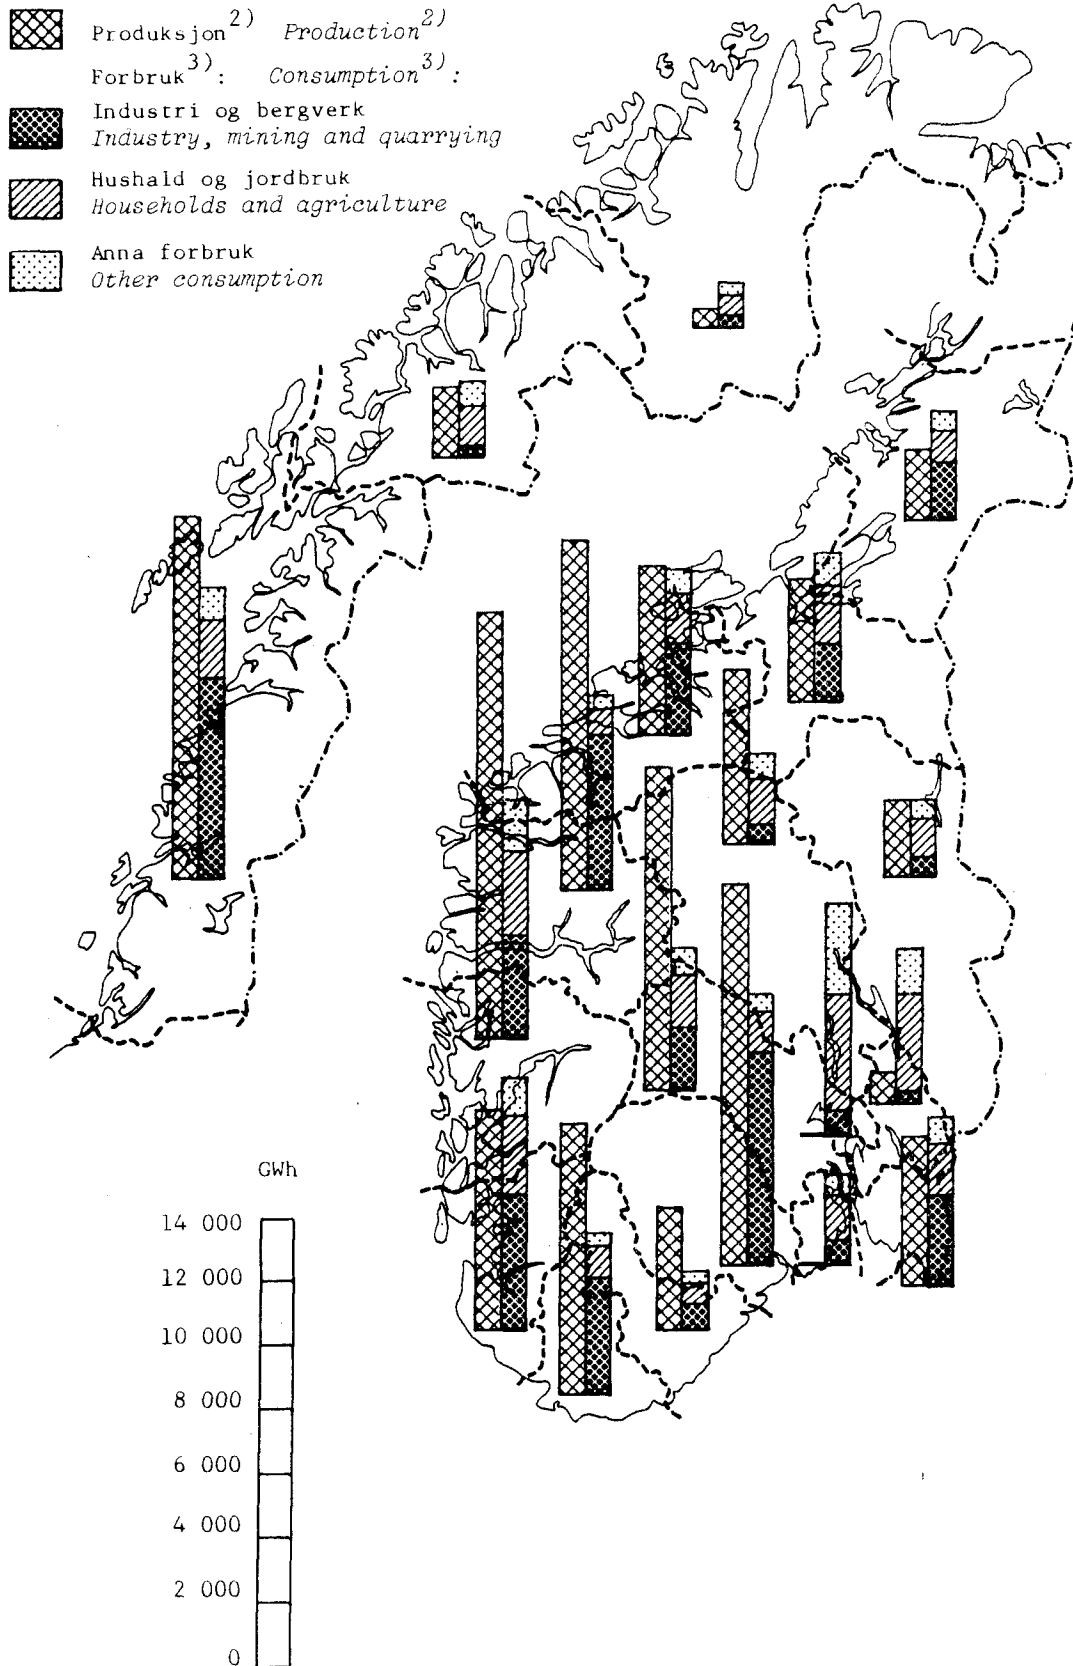 Produksjon2) Production2)
Forbruk3): Consumption3):
Industri og bergverk
Industry, mining and quarrying
Hushald og jordbruk
Households and agriculture
Anna forbruk
Other consumption
GWh
14 000
12 000
10 000
8 000
6 000
4 000
2 000
0